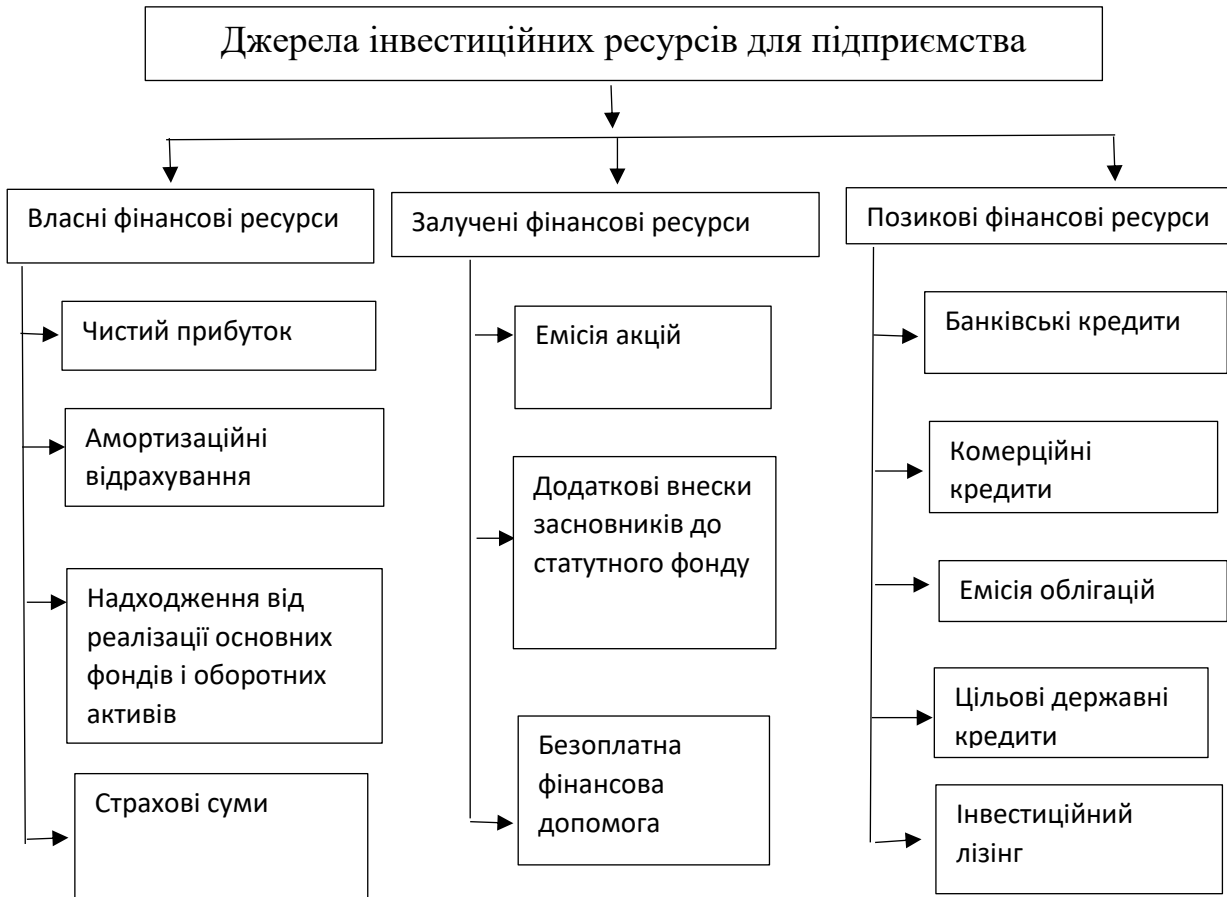 Джерела інвестиційних ресурсів для підприємства
Власні фінансові ресурси
Чистий прибуток
Амортизаційні
відрахування
Надходження від
реалізації основних
фондів і оборотних
активів
Страхові суми
Залучені фінансові ресурси
Емісія акцій
Додаткові внески
засновників до
статутного фонду
Безоплатна
фінансова
допомога
Позикові фінансові ресурси
Банківські кредити
Комерційні
кредити
Емісія облігацій
Цільові державні
кредити
Інвестиційний
лізінг